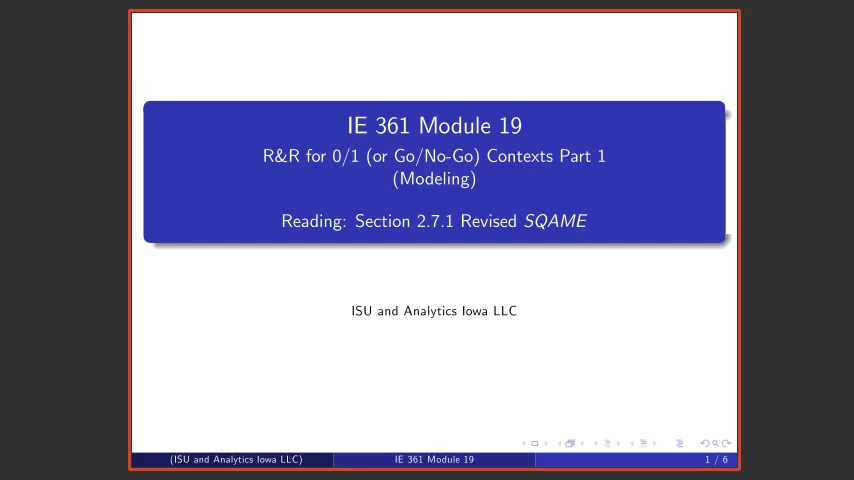 IE 361 Module 19
R&R for 0/1 (or Go/No-Go) Contexts Part 1
(Modeling)
Reading: Section 2.7.1 Revised SQAME
ISU and Analytics Iowa LLC
(ISU and Analytics Iowa LLC) IE 361 Module 19 1 / 6